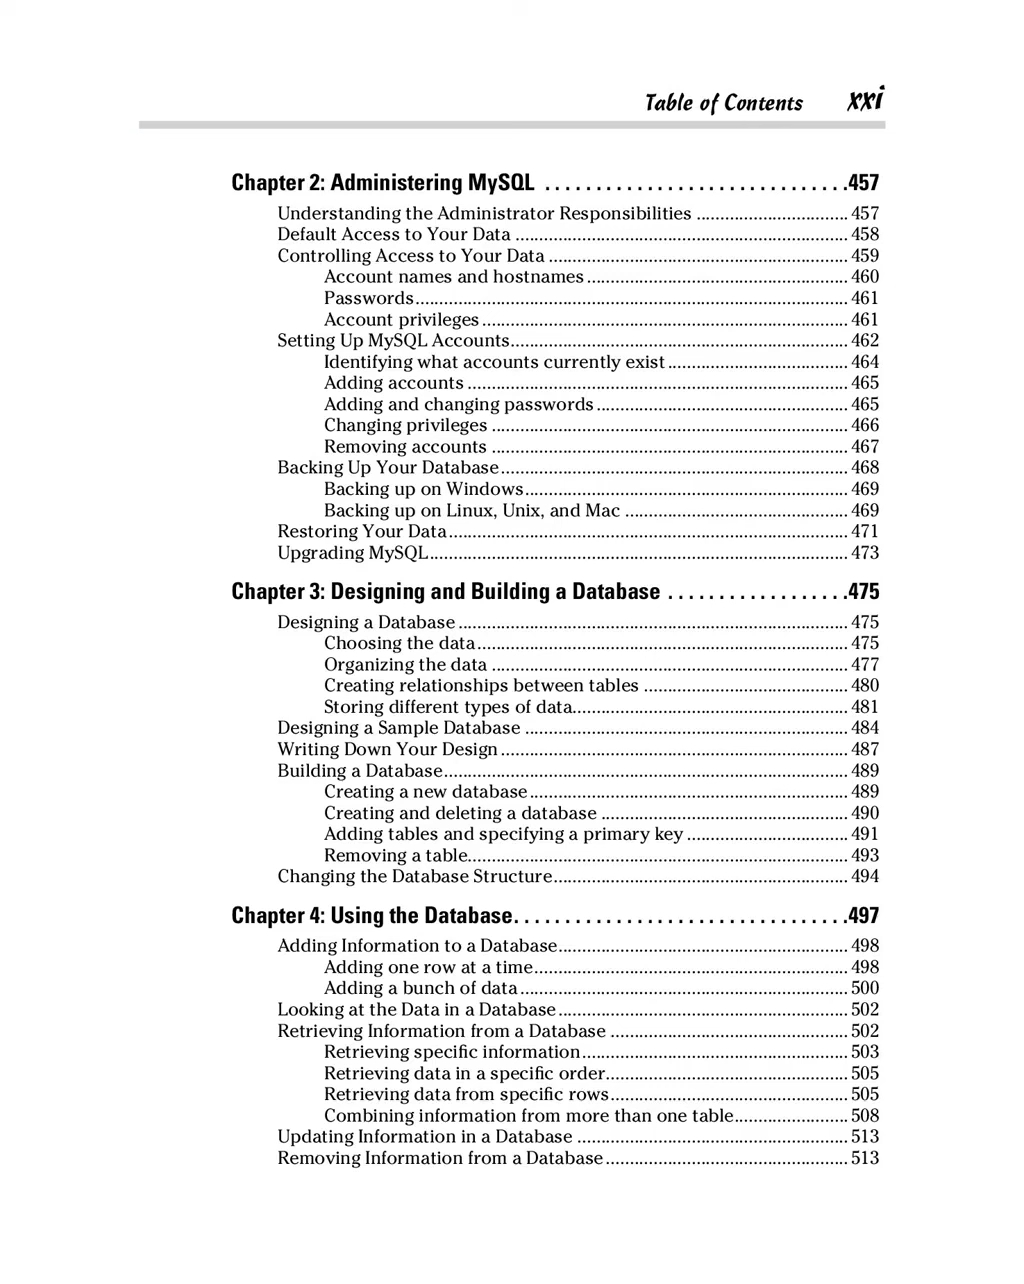 Table of Contents xxi
Chapter 2: Administering MySQL . . . . . . . . . . . . . . . . . . . . . . . . . . . . . .457
Understanding the Administrator Responsibilities ................................ 457
Default Access to Your Data ...................................................................... 458
Controlling Access to Your Data ............................................................... 459
Account names and hostnames ....................................................... 460
Passwords........................................................................................... 461
Account privileges ............................................................................. 461
Setting Up MySQL Accounts....................................................................... 462
Identifying what accounts currently exist ...................................... 464
Adding accounts ................................................................................ 465
Adding and changing passwords ..................................................... 465
Changing privileges ........................................................................... 466
Removing accounts ........................................................................... 467
Backing Up Your Database......................................................................... 468
Backing up on Windows.................................................................... 469
Backing up on Linux, Unix, and Mac ............................................... 469
Restoring Your Data.................................................................................... 471
Upgrading MySQL........................................................................................ 473
Chapter 3: Designing and Building a Database . . . . . . . . . . . . . . . . . .475
Designing a Database .................................................................................. 475
Choosing the data.............................................................................. 475
Organizing the data ........................................................................... 477
Creating relationships between tables ........................................... 480
Storing different types of data.......................................................... 481
Designing a Sample Database .................................................................... 484
Writing Down Your Design ......................................................................... 487
Building a Database..................................................................................... 489
Creating a new database ................................................................... 489
Creating and deleting a database .................................................... 490
Adding tables and specifying a primary key .................................. 491
Removing a table................................................................................ 493
Changing the Database Structure.............................................................. 494
Chapter 4: Using the Database. . . . . . . . . . . . . . . . . . . . . . . . . . . . . . . . .497
Adding Information to a Database............................................................. 498
Adding one row at a time.................................................................. 498
Adding a bunch of data ..................................................................... 500
Looking at the Data in a Database ............................................................. 502
Retrieving Information from a Database .................................................. 502
Retrieving specific information........................................................ 503
Retrieving data in a specific order................................................... 505
Retrieving data from specific rows.................................................. 505
Combining information from more than one table........................ 508
Updating Information in a Database ......................................................... 513
Removing Information from a Database ................................................... 513